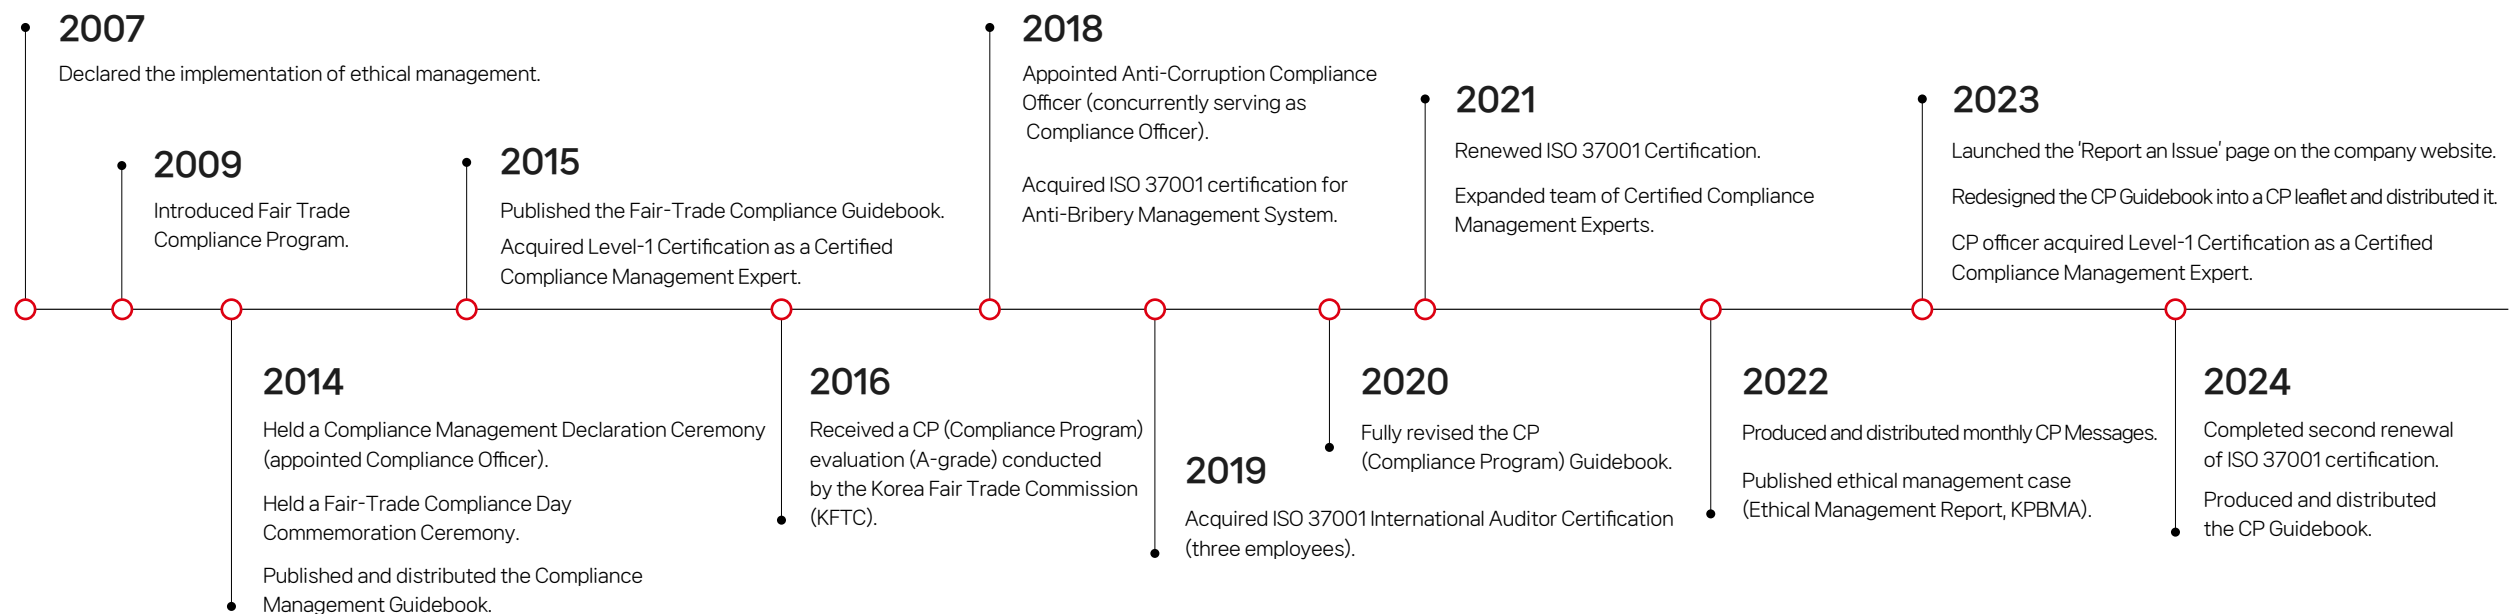 2007
Declared the implementation of ethical management.
2009
Introduced Fair Trade
Compliance Program.
2014
Held a Compliance Management Declaration Ceremony
(appointed Compliance Officer).
Held a Fair-Trade Compliance Day
Commemoration Ceremony.
Published and distributed the Compliance
Management Guidebook.
2015
Published the Fair-Trade Compliance Guidebook.
Acquired Level-1 Certification as a Certified
Compliance Management Expert.
2016
Received a CP (Compliance Program)
evaluation (A-grade) conducted
by the Korea Fair Trade Commission
(KFTC).
2018
Appointed Anti-Corruption Compliance
Officer (concurrently serving as
Compliance Officer).
Acquired ISO 37001 certification for
Anti-Bribery Management System.
2019
Acquired ISO 37001 International Auditor Certification
(three employees).
2020
Fully revised the CP
(Compliance Program) Guidebook.
2021
Renewed ISO 37001 Certification.
Expanded team of Certified Compliance
Management Experts.
2022
Produced and distributed monthly CP Messages.
Published ethical management case
(Ethical Management Report, KPBMA).
2023
Launched the 'Report an Issue' page on the company website.
Redesigned the CP Guidebook into a CP leaflet and distributed it.
CP officer acquired Level-1 Certification as a Certified
Compliance Management Expert.
2024
Completed second renewal
of ISO 37001 certification.
Produced and distributed
the CP Guidebook.